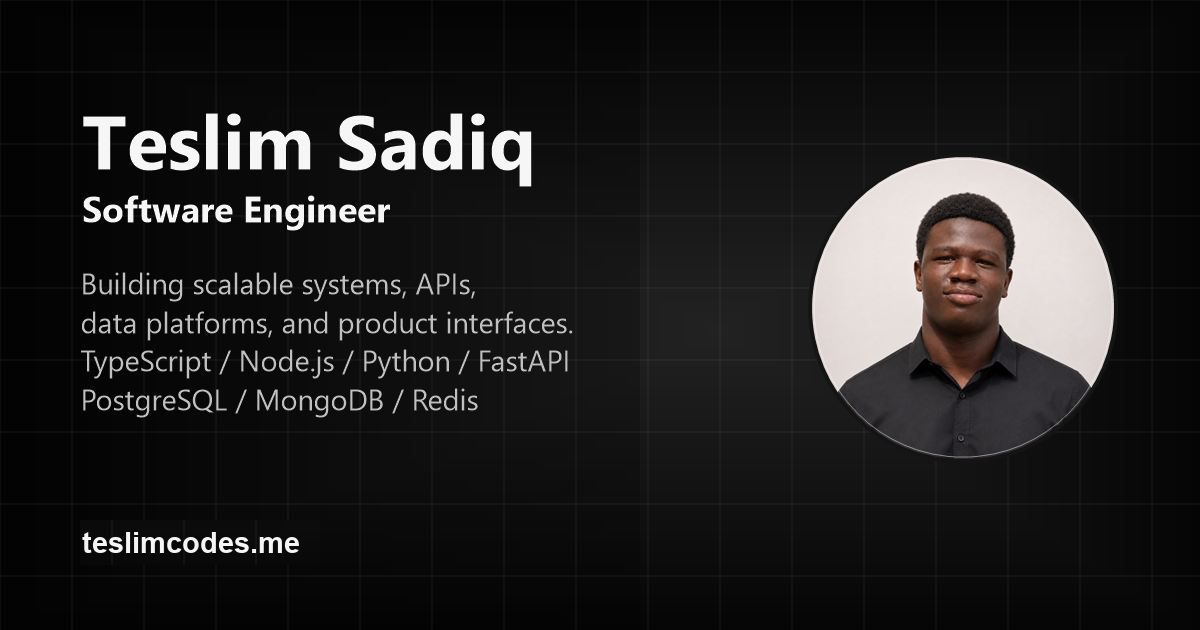 Teslim Sadiq
Software Engineer
Building scalable systems, APIs,
data platforms, and product interfaces.
TypeScript / Node.js / Python / FastAPI
PostgreSQL / MongoDB / Redis
teslimcodes.me